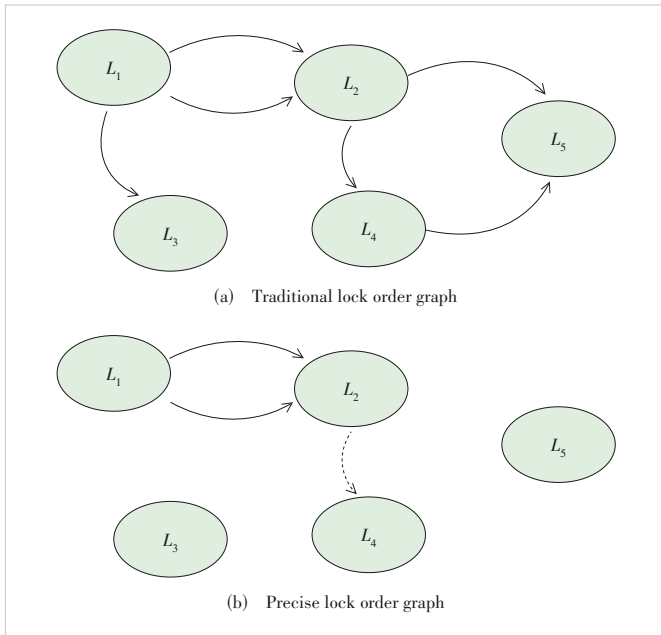 L₁
L₂
L₅
L₃
L₄
(a) Traditional lock order graph
L₁
L₂
L₅
L₃
L₄
(b) Precise lock order graph